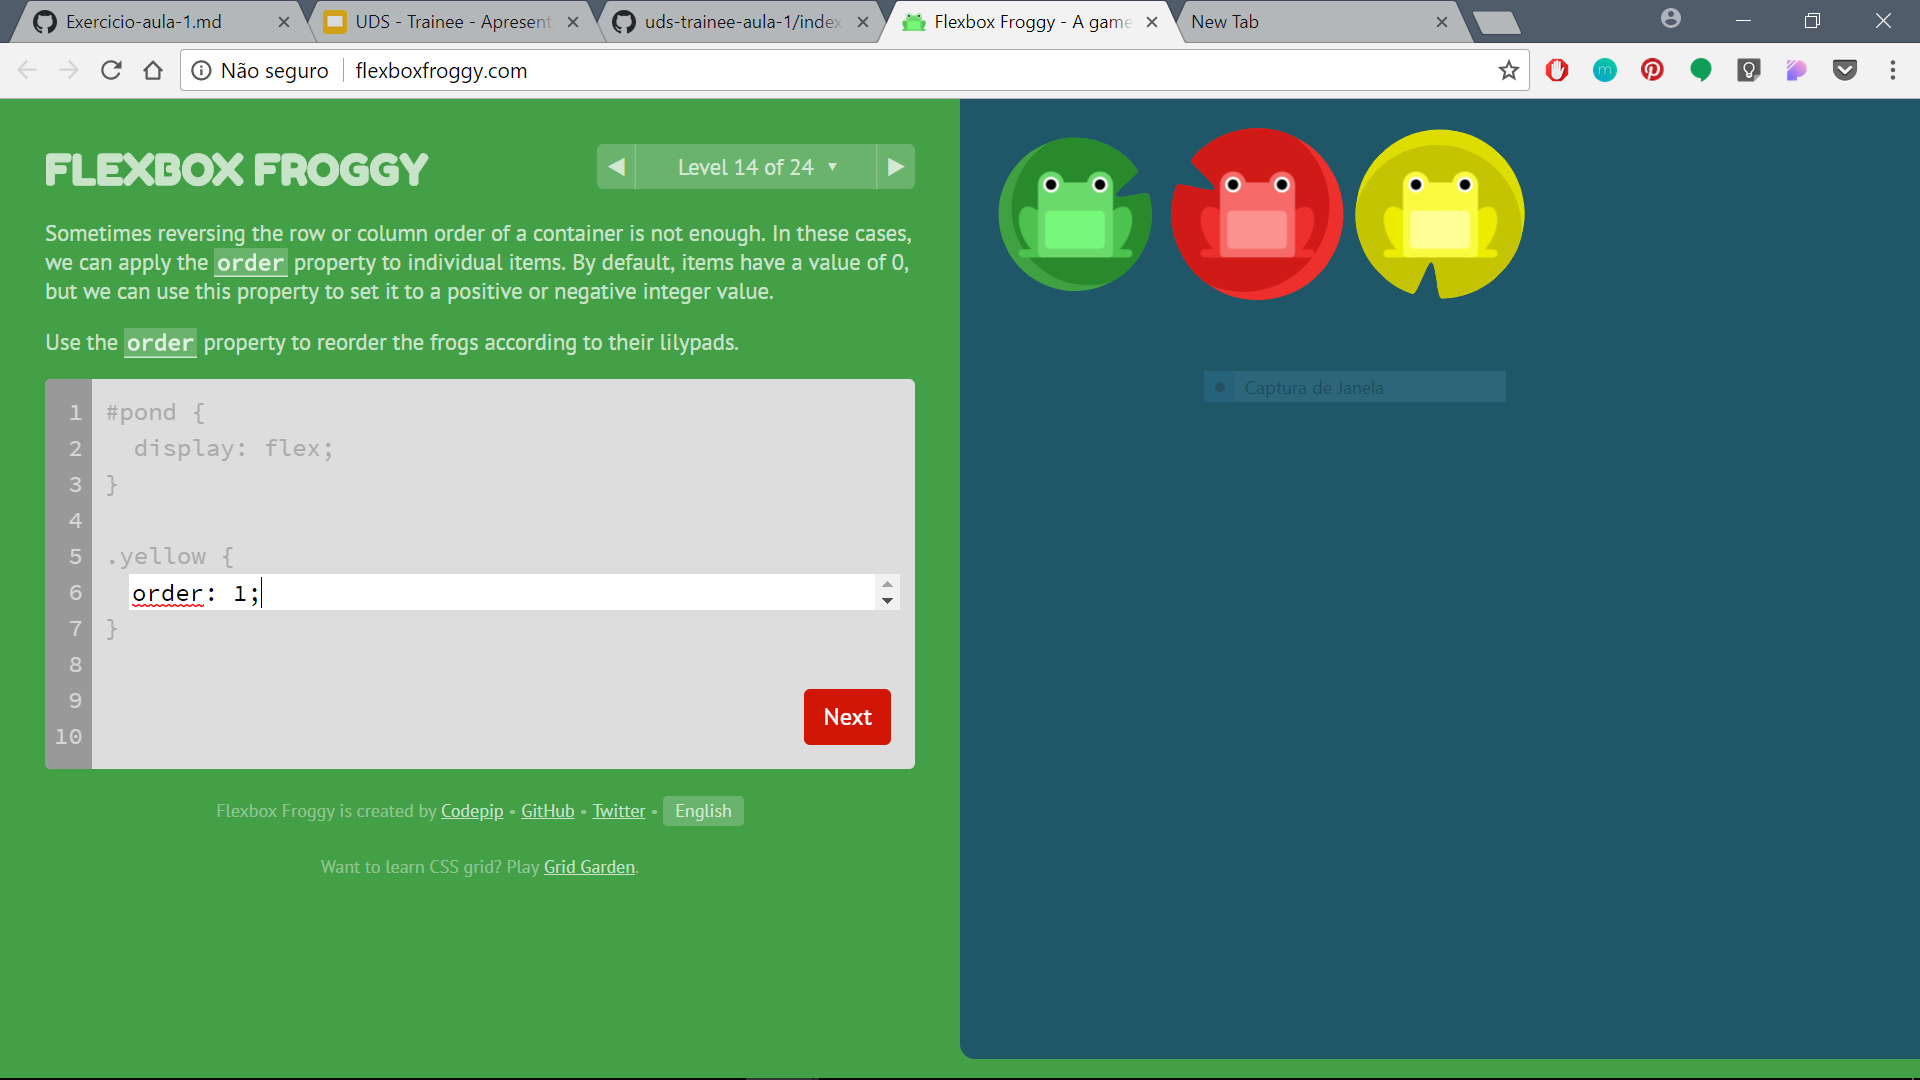 Exercicio-aula-1.md
UDS - Trainee - Apresent
uds-trainee-aula-1/index
Flexbox Froggy - A game
New Tab
Não seguro
flexboxfroggy.com
m
FLEXBOX FROGGY
◀ Level 14 of 24 ▼ ▶
Sometimes reversing the row or column order of a container is not enough. In these cases,
we can apply the order property to individual items. By default, items have a value of 0,
but we can use this property to set it to a positive or negative integer value.
Use the order property to reorder the frogs according to their lilypads.
1 #pond {
2 display: flex;
3 }
4
5 .yellow {
6 order: 1;
7 }
8
9
10
Next
Flexbox Froggy is created by Codepip • GitHub • Twitter • English
Want to learn CSS grid? Play Grid Garden.
Captura de Janela